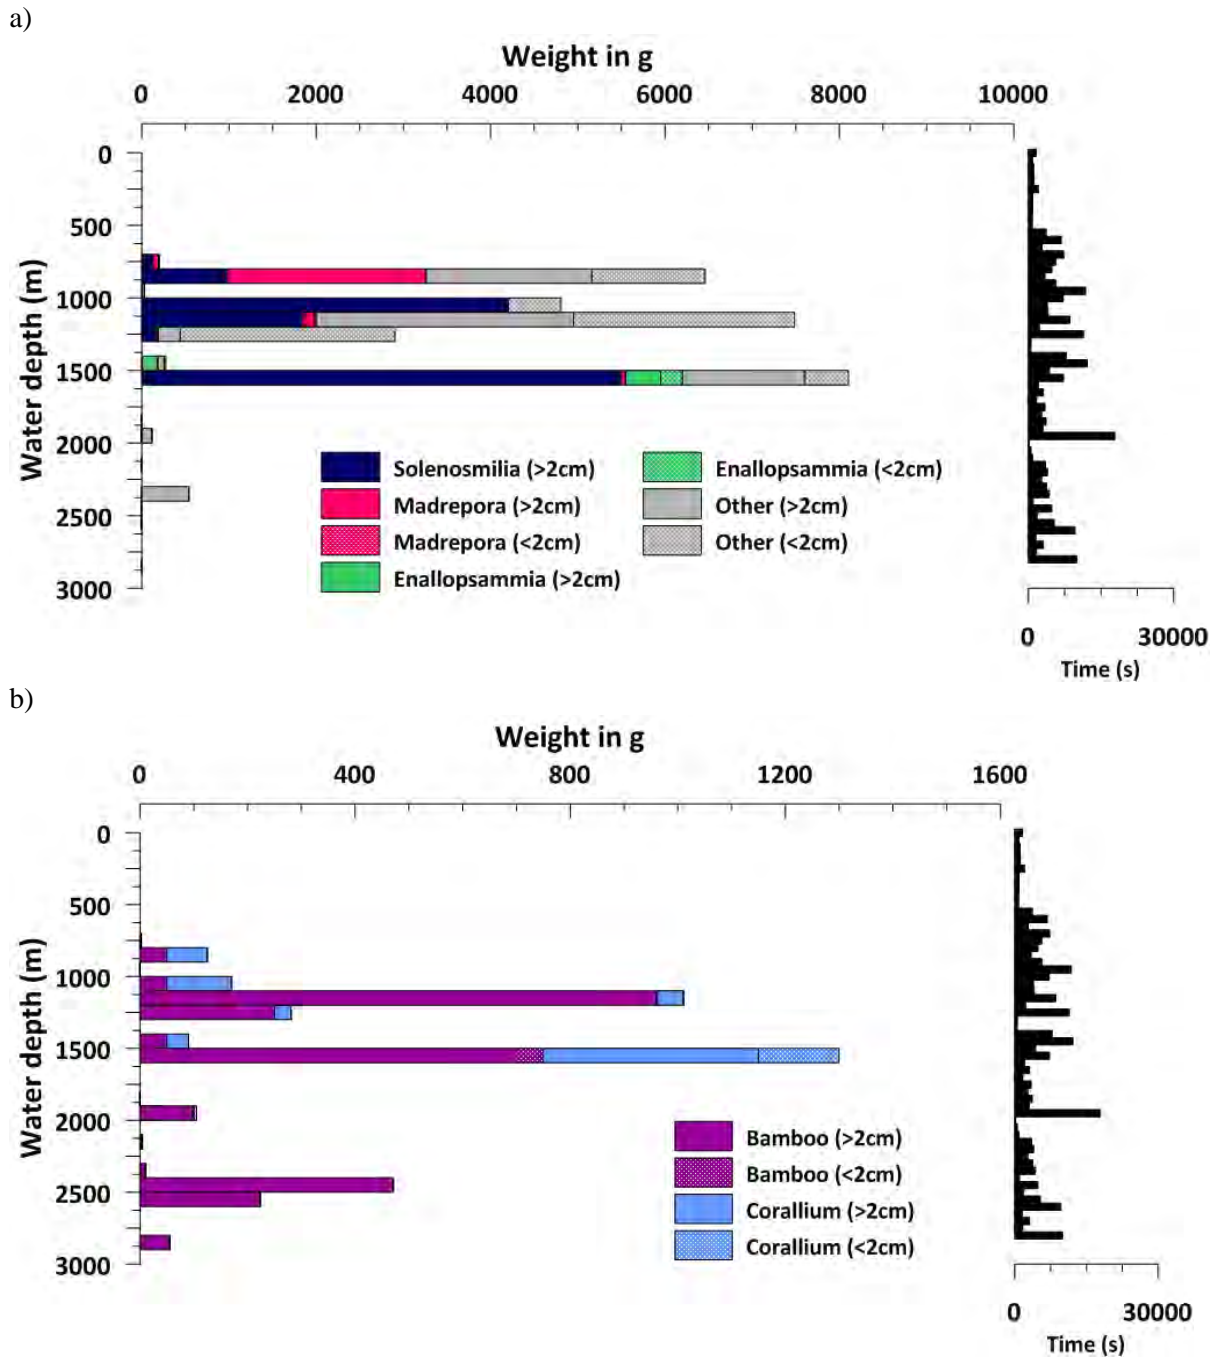 a)
Weight in g
0 2000 4000 6000 8000 10000
0
500
1000
1500
2000
2500
3000
Water depth (m)
Solenosmilia (>2cm)
Madrepora (>2cm)
Madrepora (<2cm)
Enallopsammia (>2cm)
Enallopsammia (<2cm)
Other (>2cm)
Other (<2cm)
0 30000
Time (s)
b)
Weight in g
0 400 800 1200 1600
0
500
1000
1500
2000
2500
3000
Water depth (m)
Bamboo (>2cm)
Bamboo (<2cm)
Corallium (>2cm)
Corallium (<2cm)
0 30000
Time (s)